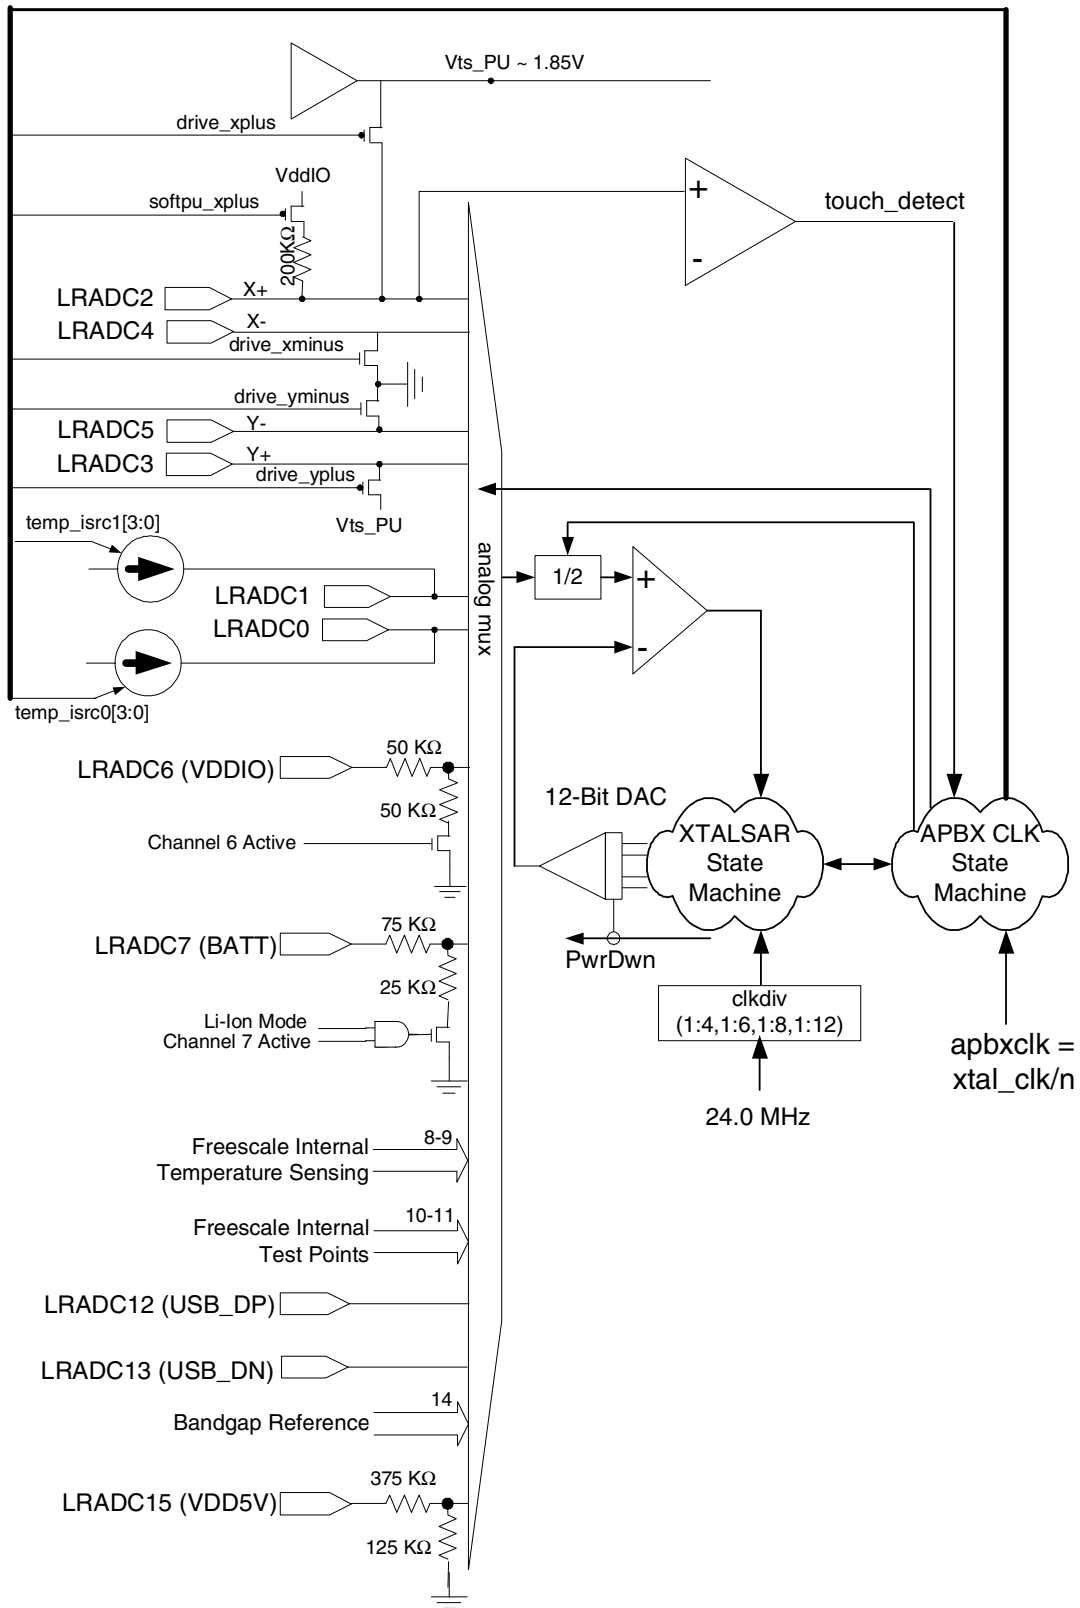 Vts_PU ~ 1.85V
drive_xplus
VddIO
softpu_xplus
200KΩ
+
-
touch_detect
LRADC2
X+
LRADC4
X-
drive_xminus
drive_yminus
LRADC5
Y-
LRADC3
Y+
drive_yplus
Vts_PU
temp_isrc1[3:0]
LRADC1
LRADC0
temp_isrc0[3:0]
analog mux
1/2
+
-
50 KΩ
LRADC6 (VDDIO)
50 KΩ
Channel 6 Active
12-Bit DAC
XTALSAR
State
Machine
APBX CLK
State
Machine
75 KΩ
LRADC7 (BATT)
25 KΩ
PwrDwn
Li-Ion Mode
Channel 7 Active
clkdiv
(1:4,1:6,1:8,1:12)
apbxclk =
xtal_clk/n
24.0 MHz
8-9
Freescale Internal
Temperature Sensing
10-11
Freescale Internal
Test Points
LRADC12 (USB_DP)
LRADC13 (USB_DN)
14
Bandgap Reference
375 KΩ
LRADC15 (VDD5V)
125 KΩ